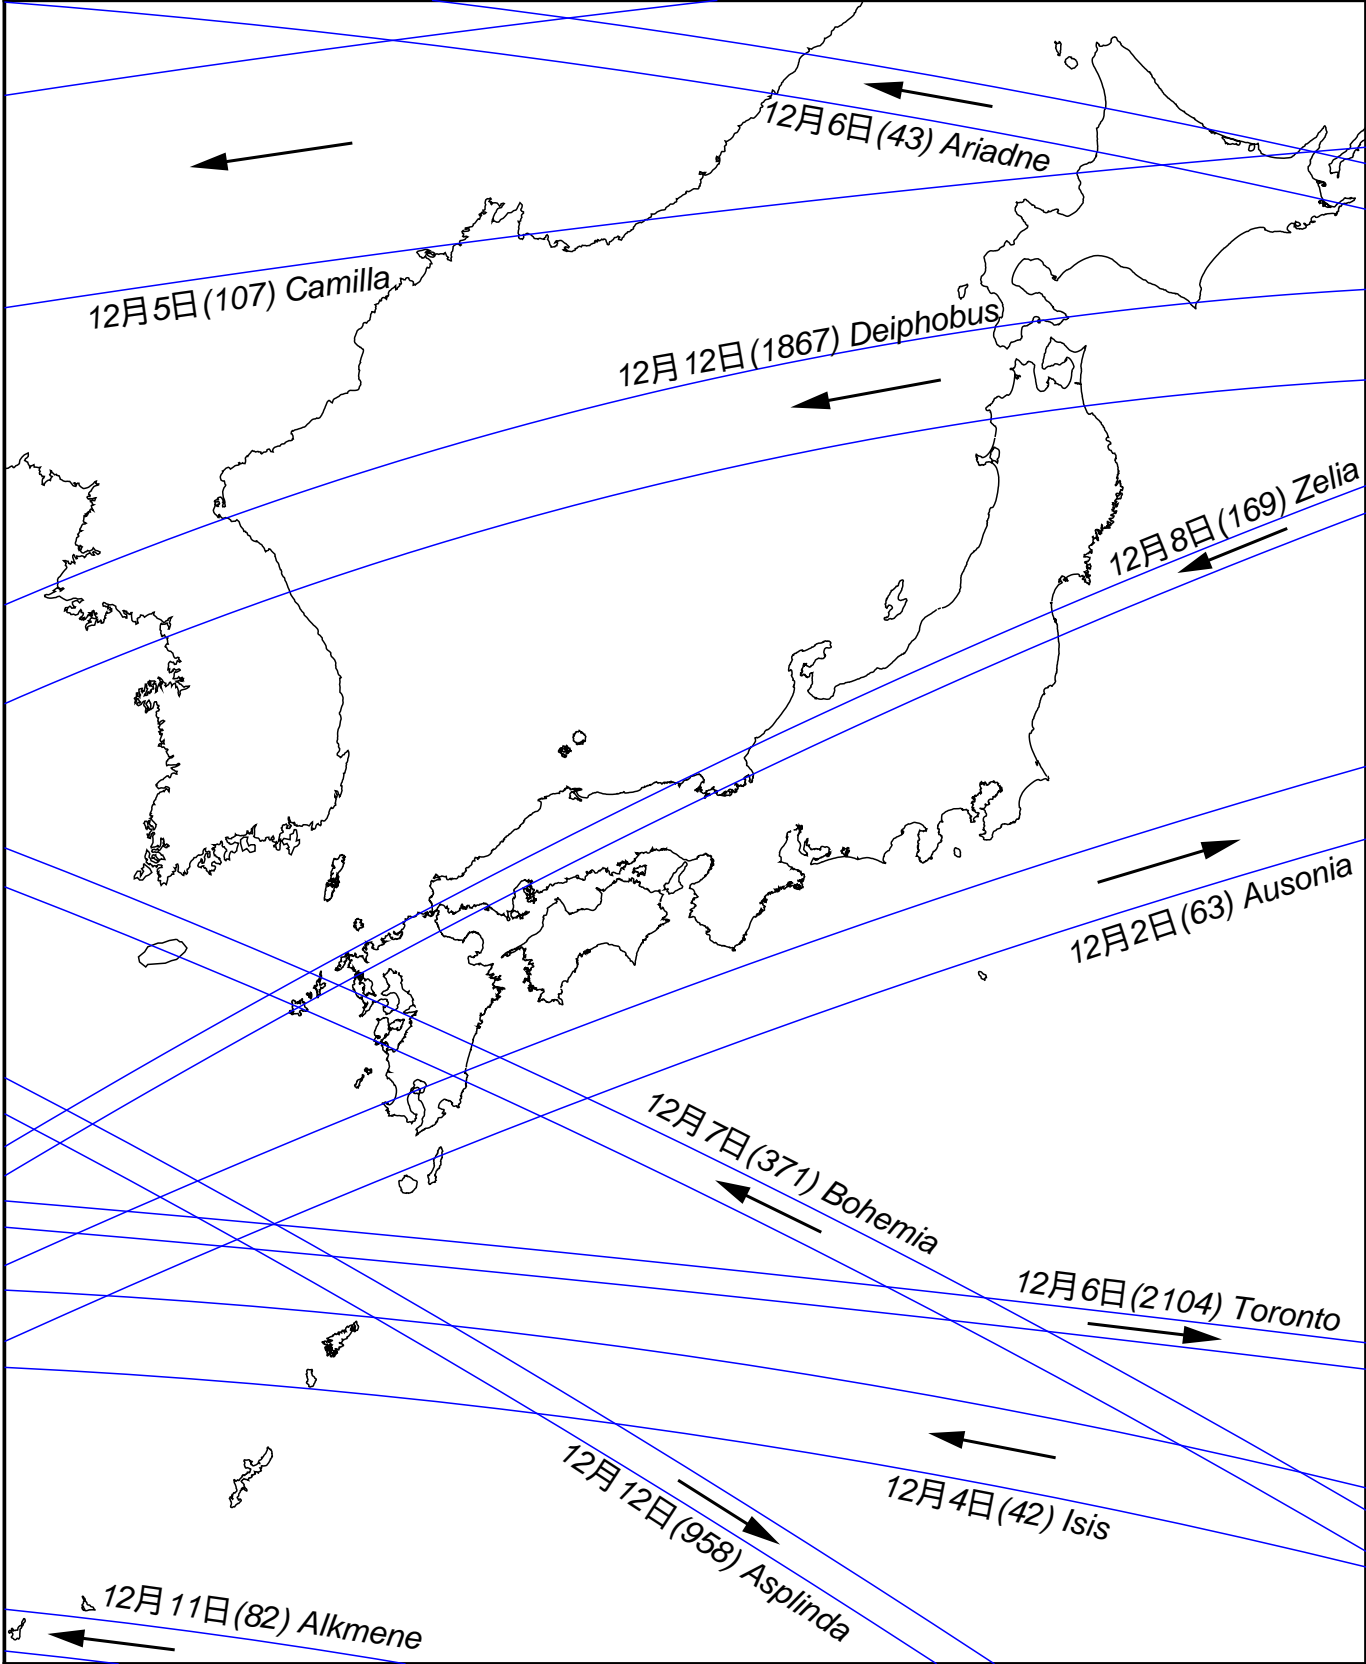 12月6日(43) Ariadne
12月5日(107) Camilla
12月12日(1867) Deiphobus
12月8日(169) Zelia
12月2日(63) Ausonia
12月7日(371) Bohemia
12月6日(2104) Toronto
12月4日(42) Isis
12月12日(958) Asplinda
12月11日(82) Alkmene